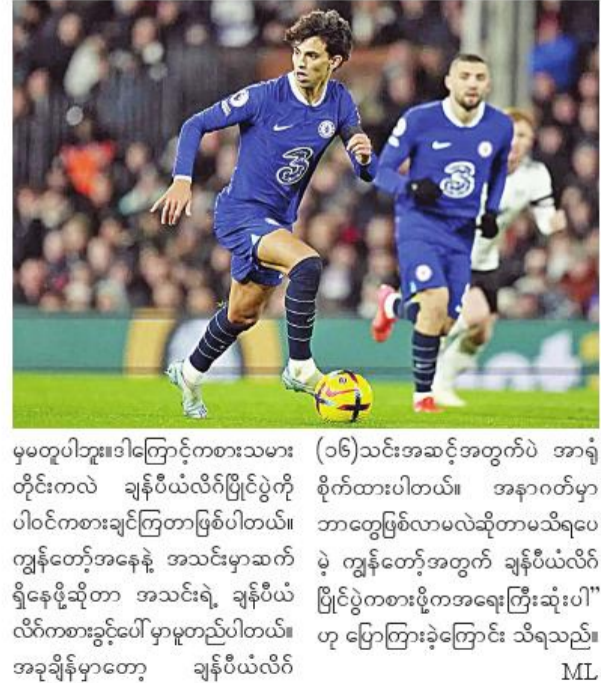 3
3
မှမတူပါဘူး။ဒါကြောင့်ကစားသမား
တိုင်းကလဲ ချန်ပီယံလိဂ်ပြိုင်ပွဲကို
ပါဝင်ကစားချင်ကြတာဖြစ်ပါတယ်။
ကျွန်တော့်အနေနဲ့ အသင်းမှာဆက်
ရှိနေဖို့ဆိုတာ အသင်းရဲ့ ချန်ပီယံ
လိဂ်ကစားခွင့်ပေါ် မှာမူတည်ပါတယ်။
အခုချိန်မှာတော့ ချန်ပီယံလိဂ်
(၁၆)သင်းအဆင့်အတွက်ပဲ အာရုံ
စိုက်ထားပါတယ်။ အနာဂတ်မှာ
ဘာတွေဖြစ်လာမလဲဆိုတာမသိရပေ
မဲ့ ကျွန်တော့်အတွက် ချန်ပီယံလိဂ်
ပြိုင်ပွဲကစားဖို့ကအရေးကြီးဆုံးပါ”
ဟု ပြောကြားခဲ့ကြောင်း သိရသည်။
ML